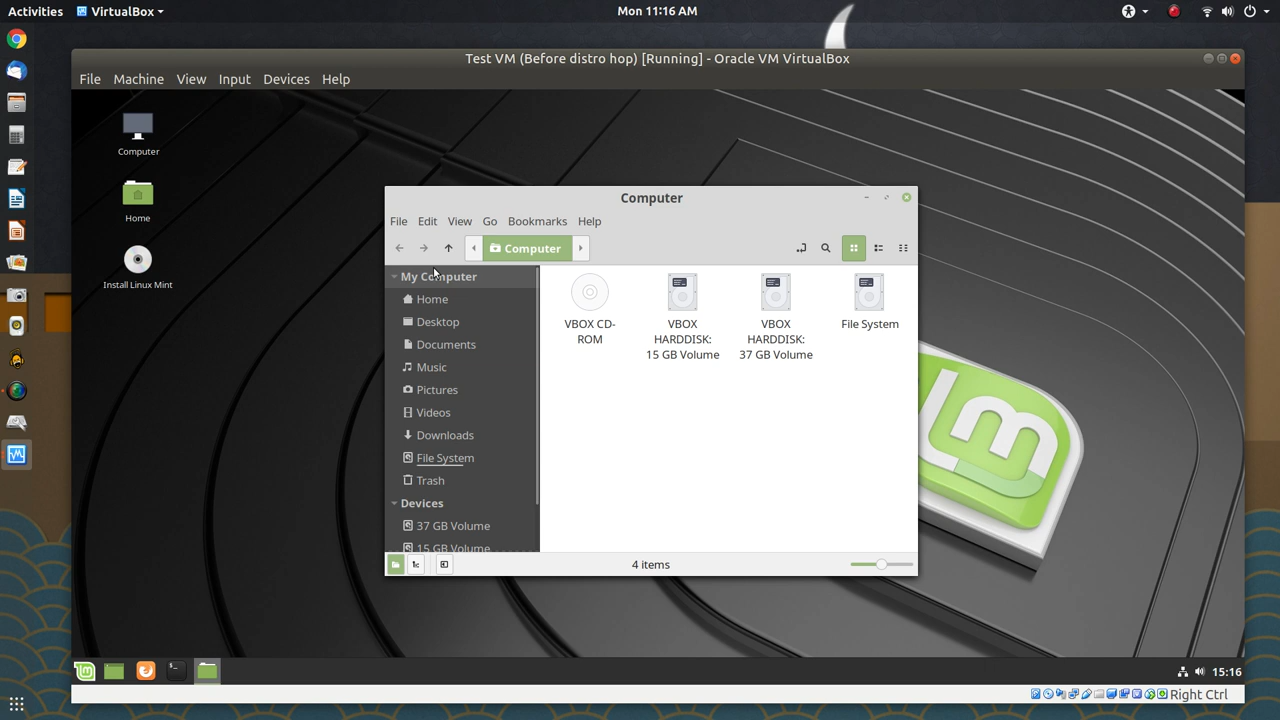 Activities VirtualBox Mon 11:16 AM
Test VM (Before distro hop) [Running] - Oracle VM VirtualBox
File Machine View Input Devices Help
Computer
Home
Install Linux Mint
Computer
File Edit View Go Bookmarks Help
Computer
My Computer
Home
Desktop
Documents
Music
Pictures
Videos
Downloads
File System
Trash
Devices
37 GB Volume
15 GB Volume
VBOX CD-
ROM
VBOX
HARDDISK:
15 GB Volume
VBOX
HARDDISK:
37 GB Volume
File System
4 items
lm
15:16
Right Ctrl